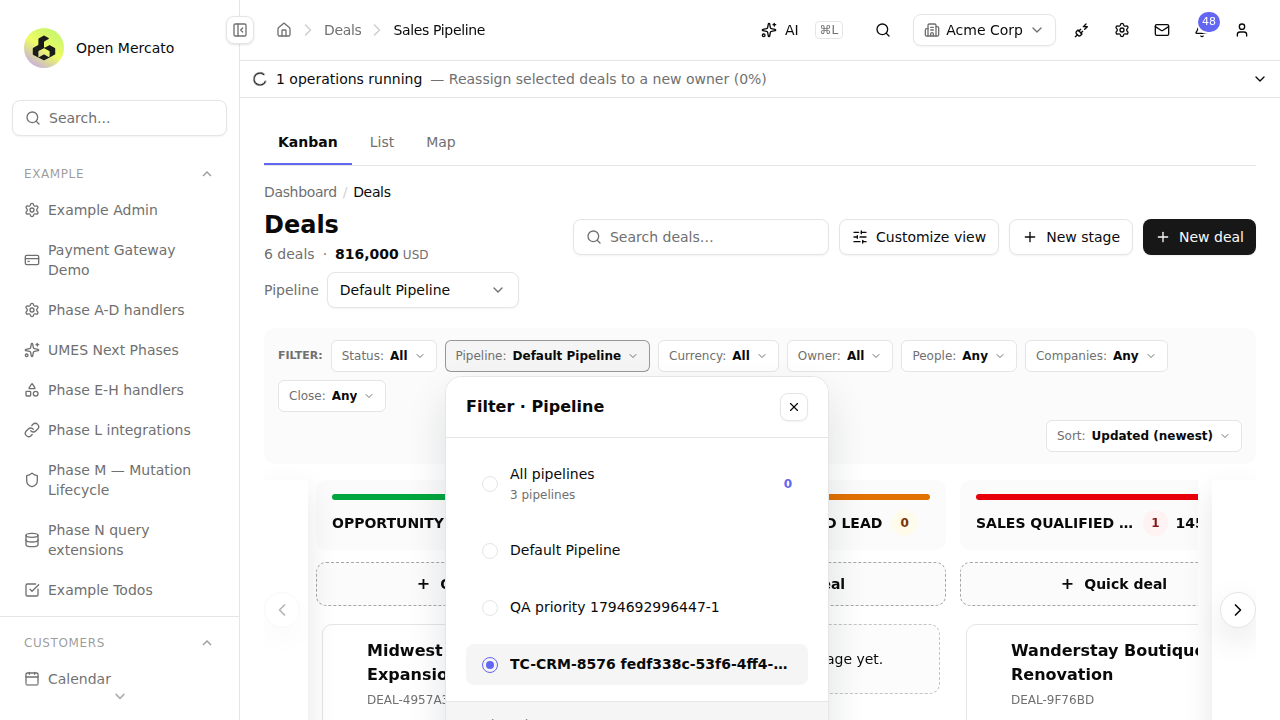 Open Mercato
Deals
Sales Pipeline
AI
⌘L
Acme Corp
48
1 operations running — Reassign selected deals to a new owner (0%)
Search...
EXAMPLE
Example Admin
Payment Gateway
Demo
Phase A-D handlers
UMES Next Phases
Phase E-H handlers
Phase L integrations
Phase M — Mutation
Lifecycle
Phase N query
extensions
Example Todos
CUSTOMERS
Calendar
Kanban
List
Map
Dashboard / Deals
Deals
6 deals · 816,000 USD
Search deals…
Customize view
New stage
New deal
Pipeline
Default Pipeline
FILTER:
Status: All
Pipeline: Default Pipeline
Currency: All
Owner: All
People: Any
Companies: Any
Close: Any
Sort: Updated (newest)
Filter · Pipeline
All pipelines
3 pipelines
0
Default Pipeline
QA priority 1794692996447-1
TC-CRM-8576 fedf338c-53f6-4ff4-...
OPPORTUNITY
D LEAD 0
SALES QUALIFIED ... 1 145
Quick deal
age yet.
Midwest
Expansio
DEAL-4957A3
Wanderstay Boutique
Renovation
DEAL-9F76BD